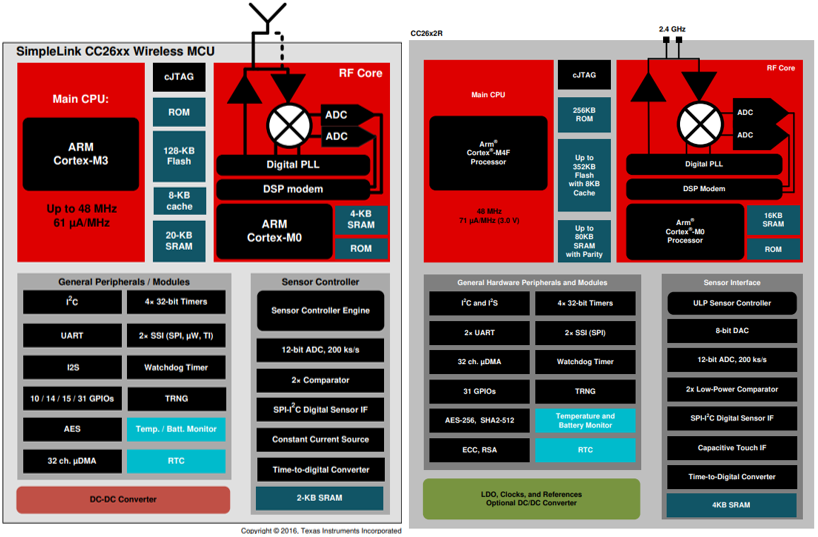 SimpleLink CC26xx Wireless MCU
Main CPU:
ARM
Cortex-M3
Up to 48 MHz
61 µA/MHz
cJTAG
ROM
128-KB
Flash
8-KB
cache
20-KB
SRAM
RF Core
ADC
ADC
Digital PLL
DSP modem
ARM
Cortex-M0
4-KB
SRAM
ROM
General Peripherals / Modules
I²C
4× 32-bit Timers
UART
2× SSI (SPI, µW, TI)
I2S
Watchdog Timer
10 / 14 / 15 / 31 GPIOs
TRNG
AES
Temp. / Batt. Monitor
32 ch. µDMA
RTC
Sensor Controller
Sensor Controller Engine
12-bit ADC, 200 ks/s
2× Comparator
SPI-I²C Digital Sensor IF
Constant Current Source
Time-to-digital Converter
2-KB SRAM
DC-DC Converter
Copyright © 2016, Texas Instruments Incorporated
CC26x2R
2.4 GHz
Main CPU
Arm®
Cortex®-M4F
Processor
48 MHz
71 µA/MHz (3.0 V)
cJTAG
256KB
ROM
Up to
352KB
Flash
with 8KB
Cache
Up to
80KB
SRAM
with Parity
RF Core
ADC
ADC
Digital PLL
DSP Modem
Arm®
Cortex®-M0
Processor
16KB
SRAM
ROM
General Hardware Peripherals and Modules
I²C and I²S
4× 32-bit Timers
2× UART
2× SSI (SPI)
32 ch. µDMA
Watchdog Timer
31 GPIOs
TRNG
AES-256, SHA2-512
Temperature and
Battery Monitor
ECC, RSA
RTC
Sensor Interface
ULP Sensor Controller
8-bit DAC
12-bit ADC, 200 ks/s
2x Low-Power Comparator
SPI-I²C Digital Sensor IF
Capacitive Touch IF
Time-to-Digital Converter
4KB SRAM
LDO, Clocks, and References
Optional DC/DC Converter